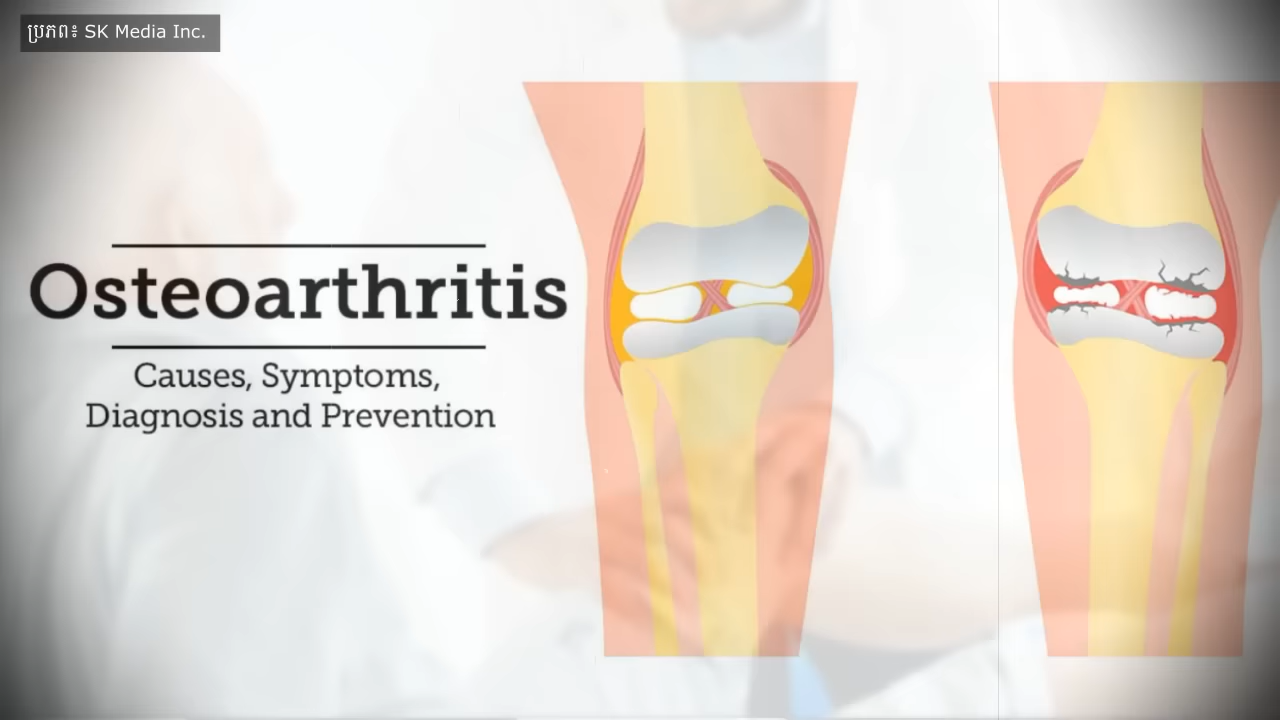 ប្រភពះ SK Media Inc.
Osteoarthritis
Causes, Symptoms,
Diagnosis and Prevention